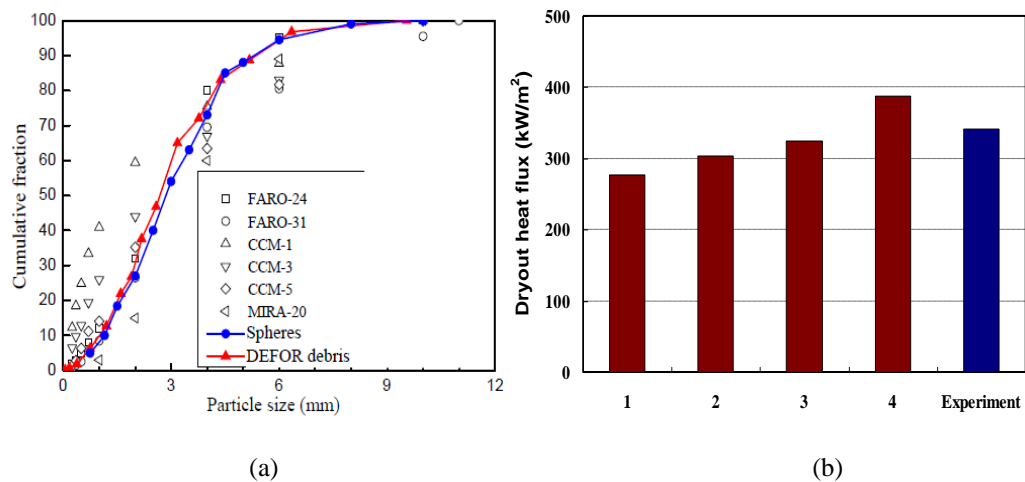 100
90
80
70
60
50
40
30
20
10
0
Cumulative fraction
0 3 6 9 12
Particle size (mm)
FARO-24
FARO-31
CCM-1
CCM-3
CCM-5
MIRA-20
Spheres
DEFOR debris
(a)
500
400
300
200
100
0
Dryout heat flux (kW/m²)
1 2 3 4 Experiment
(b)